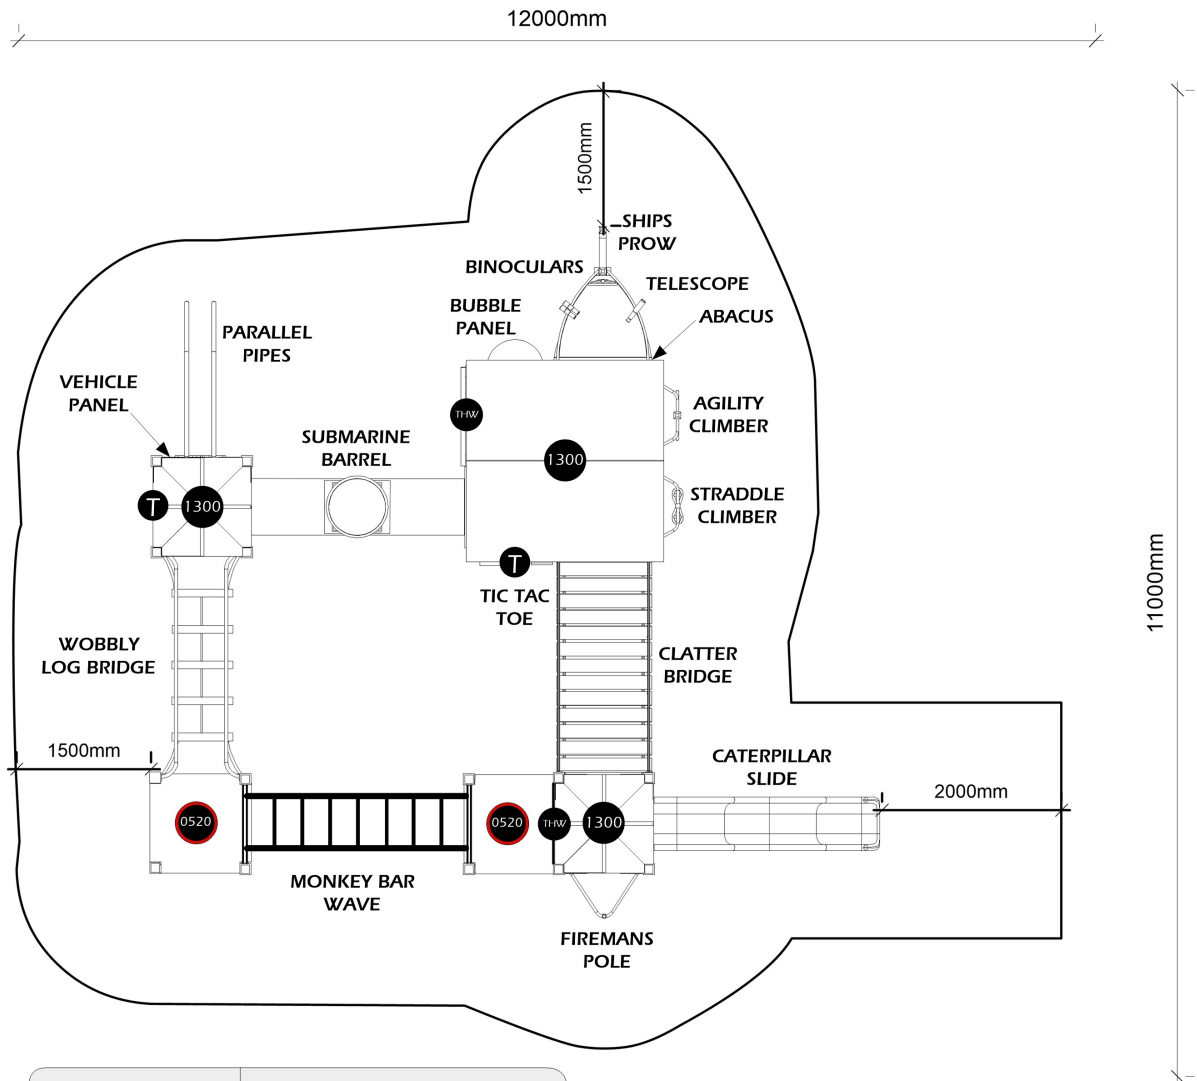 12000mm
1500mm
SHIPS
PROW
BINOCULARS
TELESCOPE
BUBBLE
PANEL
ABACUS
PARALLEL
PIPES
VEHICLE
PANEL
THW
AGILITY
CLIMBER
SUBMARINE
BARREL
1300
STRADDLE
CLIMBER
T
1300
T
TIC TAC
TOE
11000mm
WOBBLY
LOG BRIDGE
CLATTER
BRIDGE
1500mm
CATERPILLAR
SLIDE
2000mm
0520
0520
THW
1300
MONKEY BAR
WAVE
FIREMANS
POLE